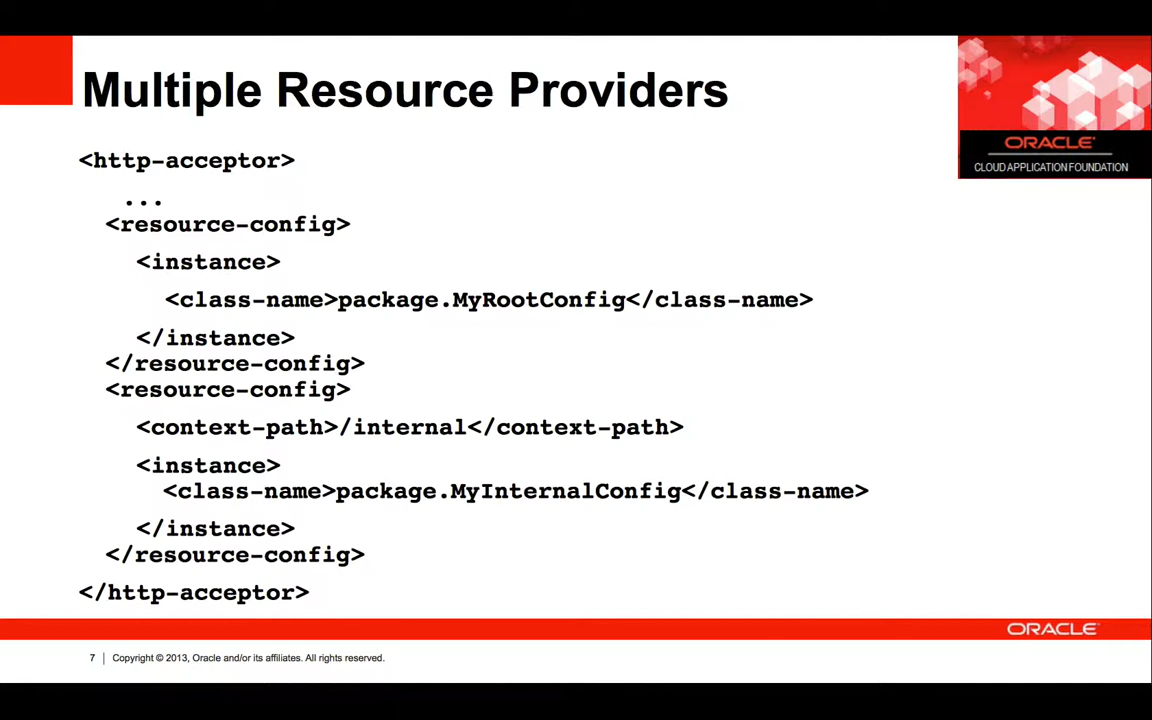 Multiple Resource Providers
ORACLE
CLOUD APPLICATION FOUNDATION
<http-acceptor>
...
<resource-config>
<instance>
<class-name>package.MyRootConfig</class-name>
</instance>
</resource-config>
<resource-config>
<context-path>/internal</context-path>
<instance>
<class-name>package.MyInternalConfig</class-name>
</instance>
</resource-config>
</http-acceptor>
ORACLE
7 | Copyright © 2013, Oracle and/or its affiliates. All rights reserved.